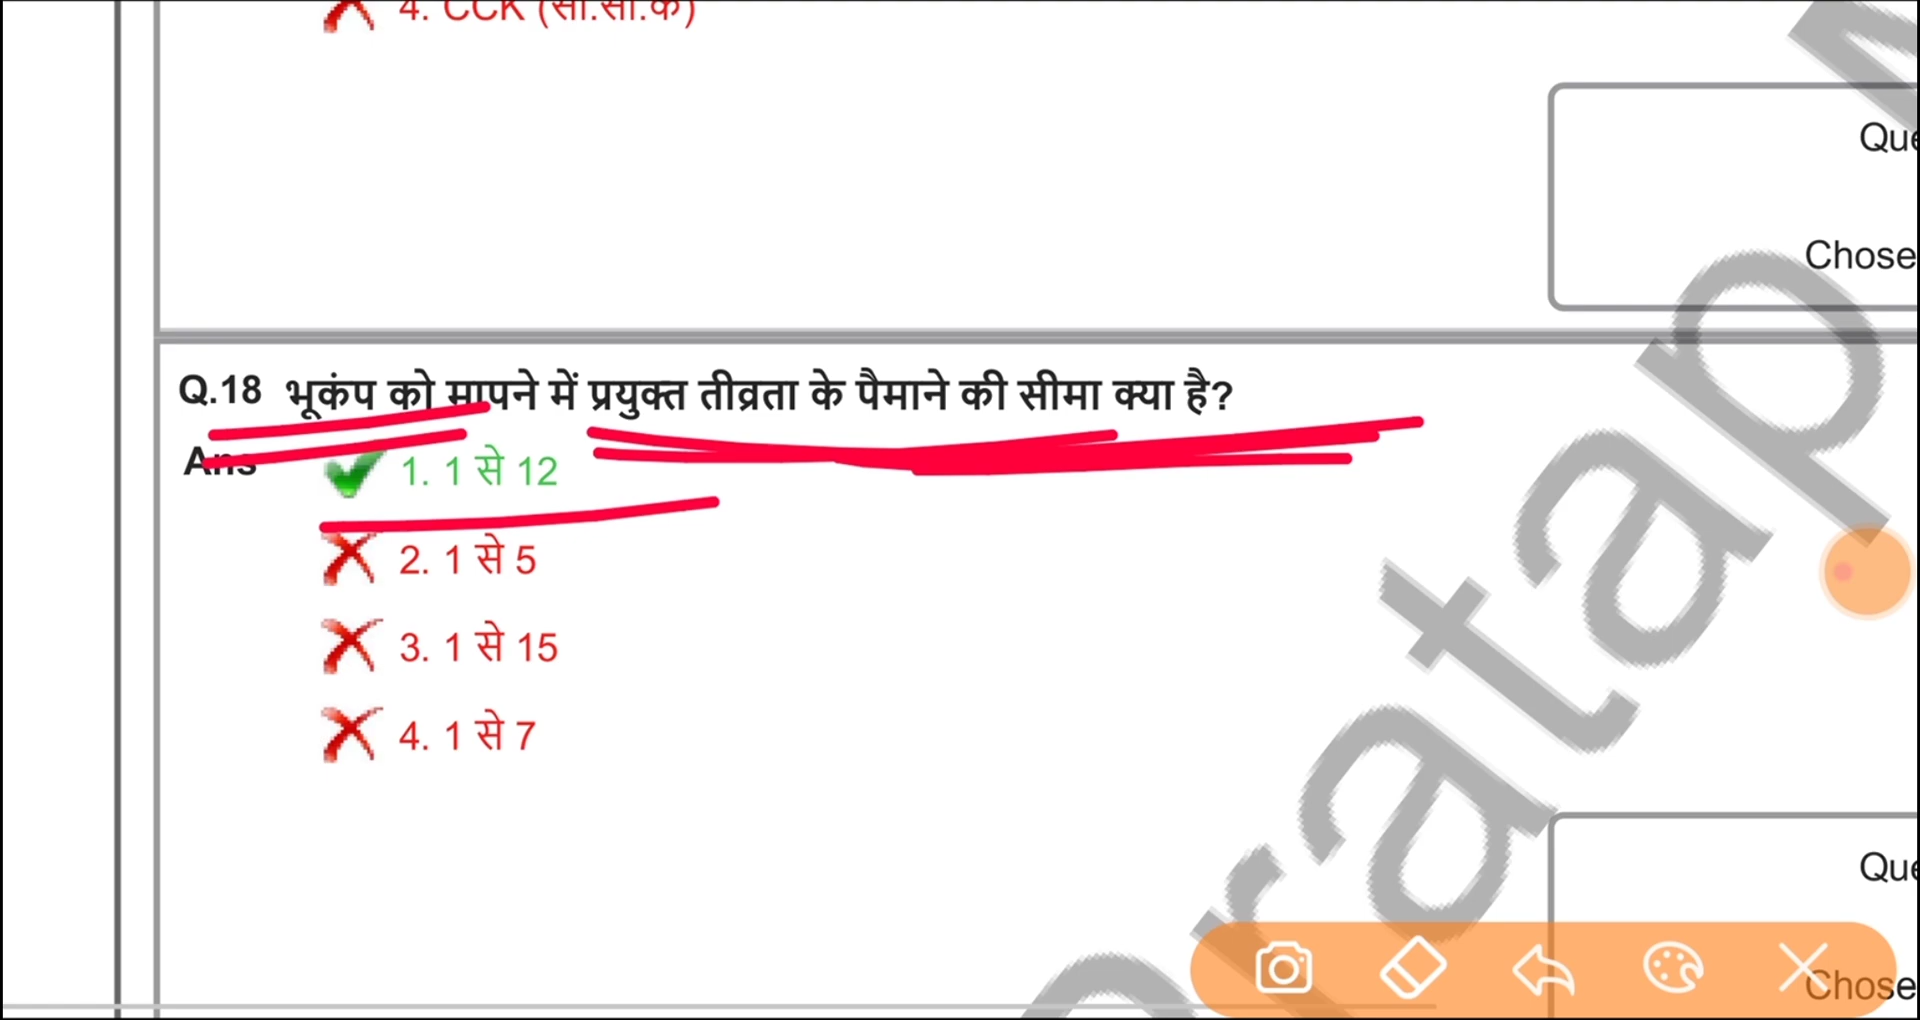 4. CCK (सी.सी.के)
Que
Chose
Q.18 भूकंप को मापने में प्रयुक्त तीव्रता के पैमाने की सीमा क्या है?
Ans
1. 1 से 12
2. 1 से 5
3. 1 से 15
4. 1 से 7
Que
Chose
ratap